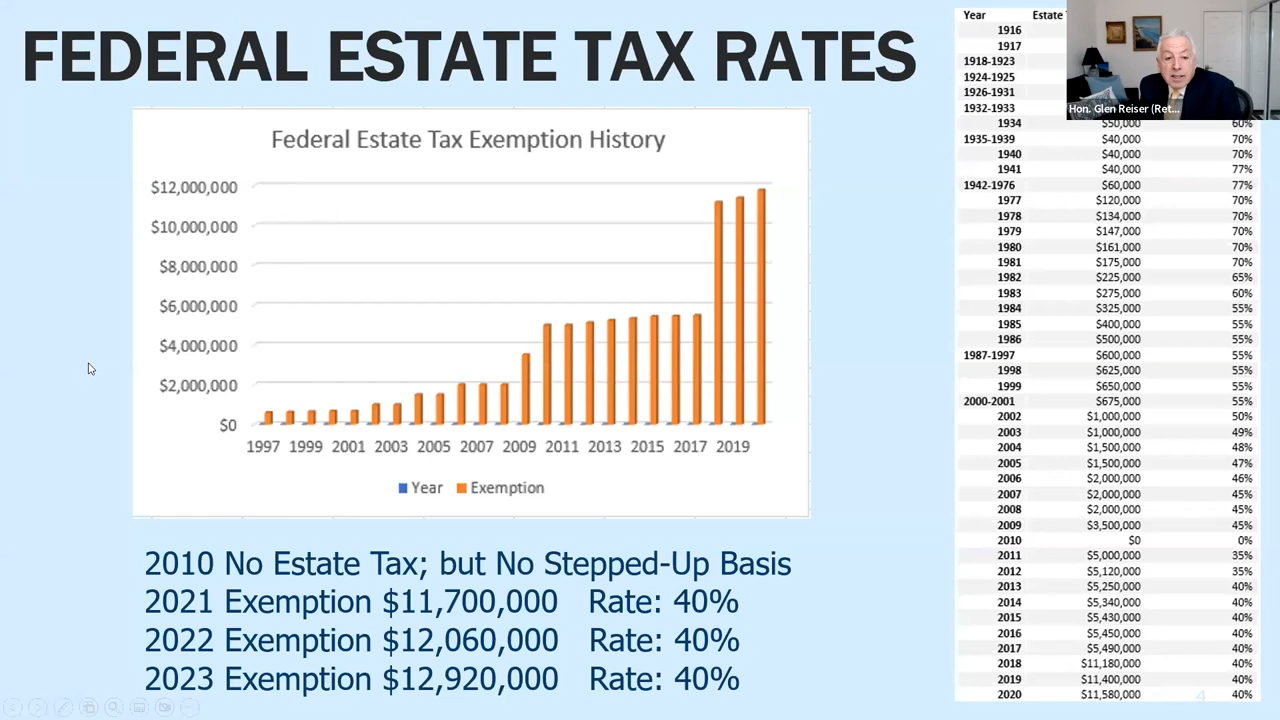 FEDERAL ESTATE TAX RATES
Federal Estate Tax Exemption History
$12,000,000
$10,000,000
$8,000,000
$6,000,000
$4,000,000
$2,000,000
$0
1997 1999 2001 2003 2005 2007 2009 2011 2013 2015 2017 2019
Year Exemption
2010 No Estate Tax; but No Stepped-Up Basis
2021 Exemption $11,700,000 Rate: 40%
2022 Exemption $12,060,000 Rate: 40%
2023 Exemption $12,920,000 Rate: 40%
Year Estate
1916
1917
1918-1923
1924-1925
1926-1931
1932-1933
Hon. Glen Reiser (Ret...
1934 $50,000 60%
1935-1939 $40,000 70%
1940 $40,000 70%
1941 $40,000 77%
1942-1976 $60,000 77%
1977 $120,000 70%
1978 $134,000 70%
1979 $147,000 70%
1980 $161,000 70%
1981 $175,000 70%
1982 $225,000 65%
1983 $275,000 60%
1984 $325,000 55%
1985 $400,000 55%
1986 $500,000 55%
1987-1997 $600,000 55%
1998 $625,000 55%
1999 $650,000 55%
2000-2001 $675,000 55%
2002 $1,000,000 50%
2003 $1,000,000 49%
2004 $1,500,000 48%
2005 $1,500,000 47%
2006 $2,000,000 46%
2007 $2,000,000 45%
2008 $2,000,000 45%
2009 $3,500,000 45%
2010 $0 0%
2011 $5,000,000 35%
2012 $5,120,000 35%
2013 $5,250,000 40%
2014 $5,340,000 40%
2015 $5,430,000 40%
2016 $5,450,000 40%
2017 $5,490,000 40%
2018 $11,180,000 40%
2019 $11,400,000 40%
2020 $11,580,000 40%
4